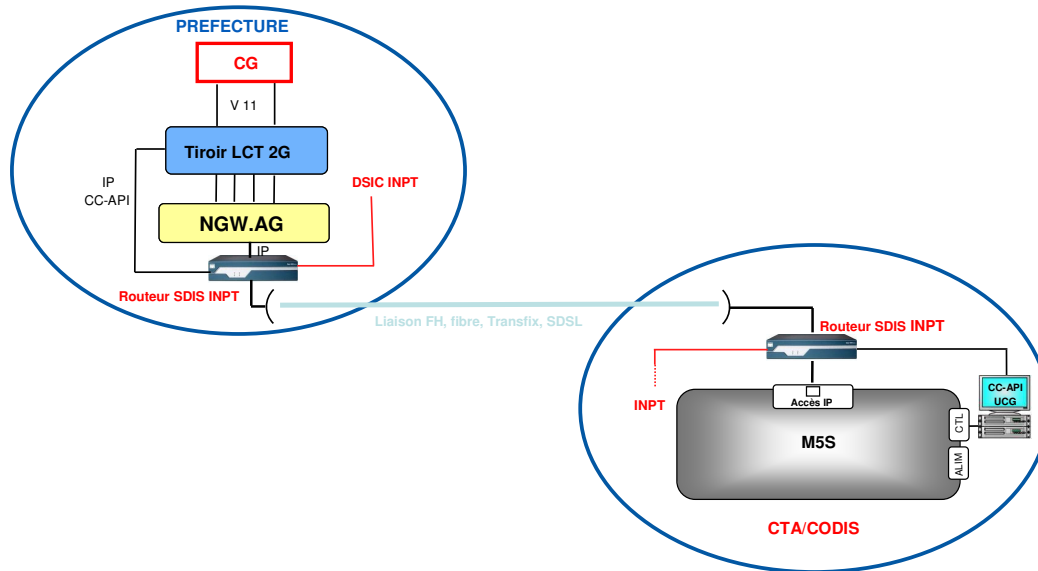 PREFECTURE
CG
V 11
Tiroir LCT 2G
IP
CC-API
DSIC INPT
NGW.AG
IP
Routeur SDIS INPT
Liaison FH, fibre, Transfix, SDSL
Routeur SDIS INPT
INPT
Accès IP
CC-API
UCG
M5S
CTL
ALIM
CTA/CODIS